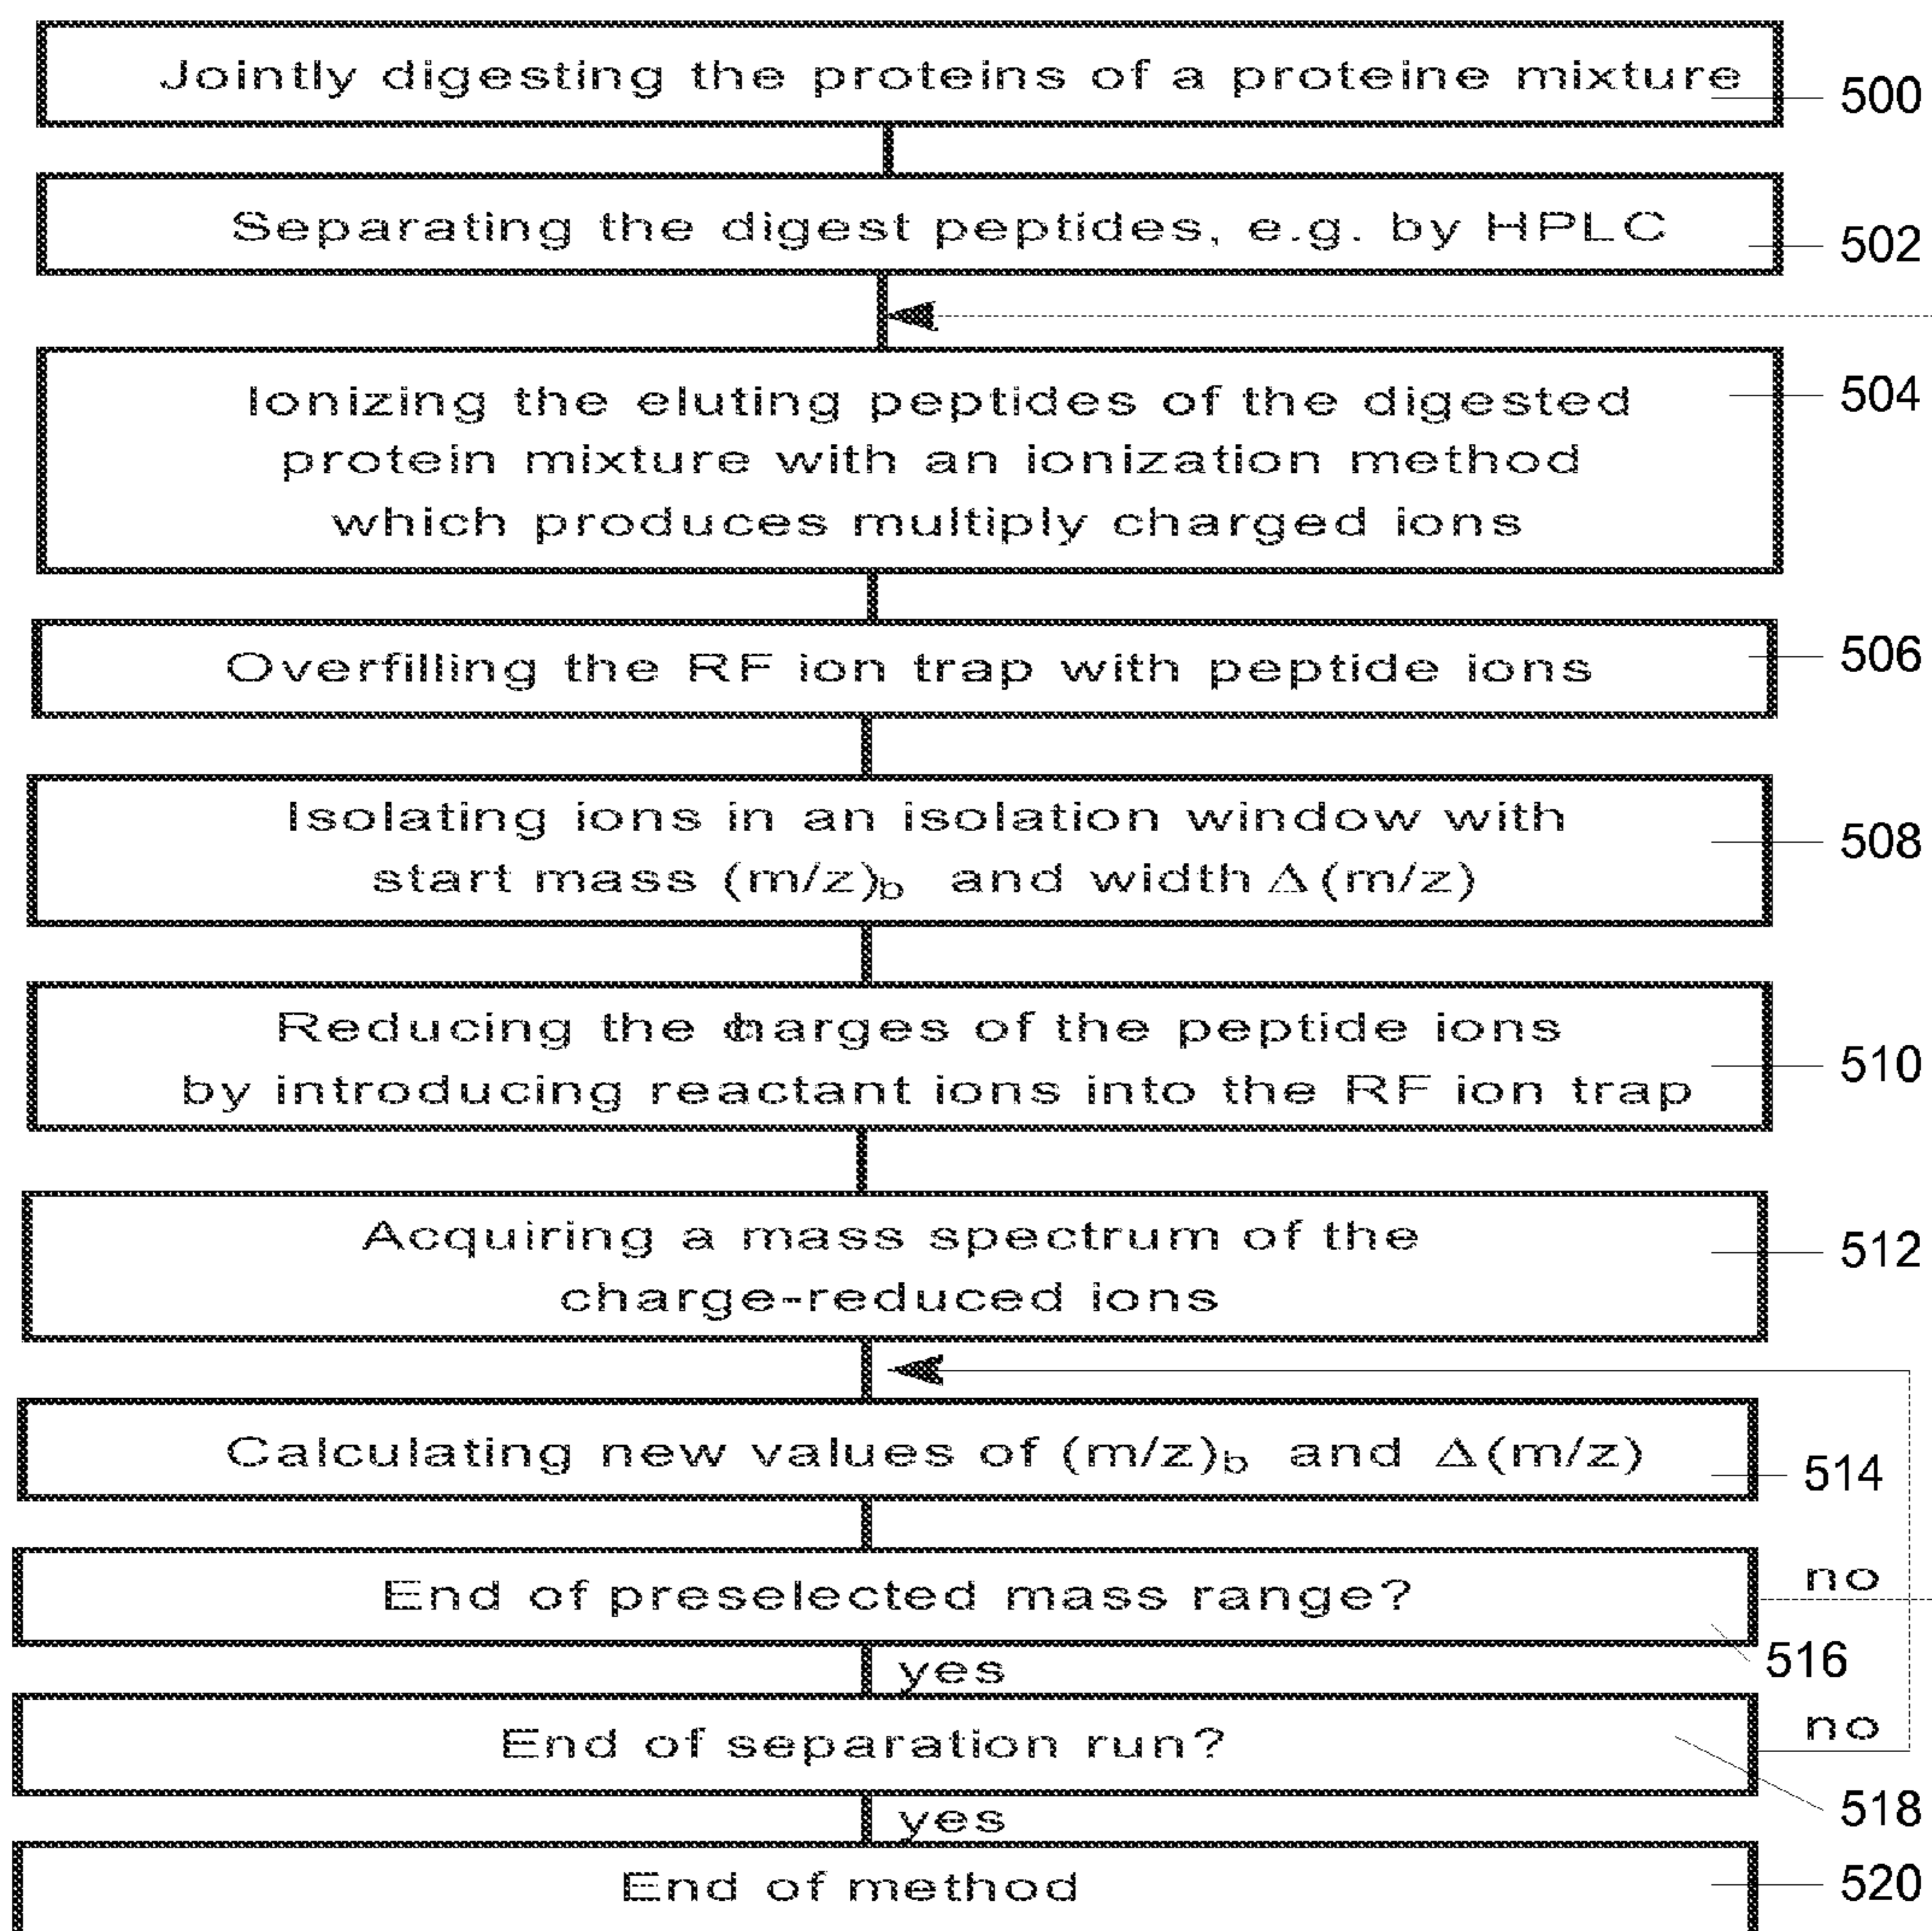 Jointly digesting the proteins of a proteine mixture
500
Separating the digest peptides, e.g. by HPLC
502
Ionizing the eluting peptides of the digested
504
protein mixture with an ionization method
which produces multiply charged ions
Overfilling the RF ion trap with peptide ions
506
Isolating ions in an isolation window with
508
start mass (m/z)b and width Δ(m/z)
Reducing the charges of the peptide ions
510
by introducing reactant ions into the RF ion trap
Acquiring a mass spectrum of the
512
charge-reduced ions
Calculating new values of (m/z)b and Δ(m/z)
514
End of preselected mass range?
no
516
yes
End of separation run?
no
518
yes
End of method
520